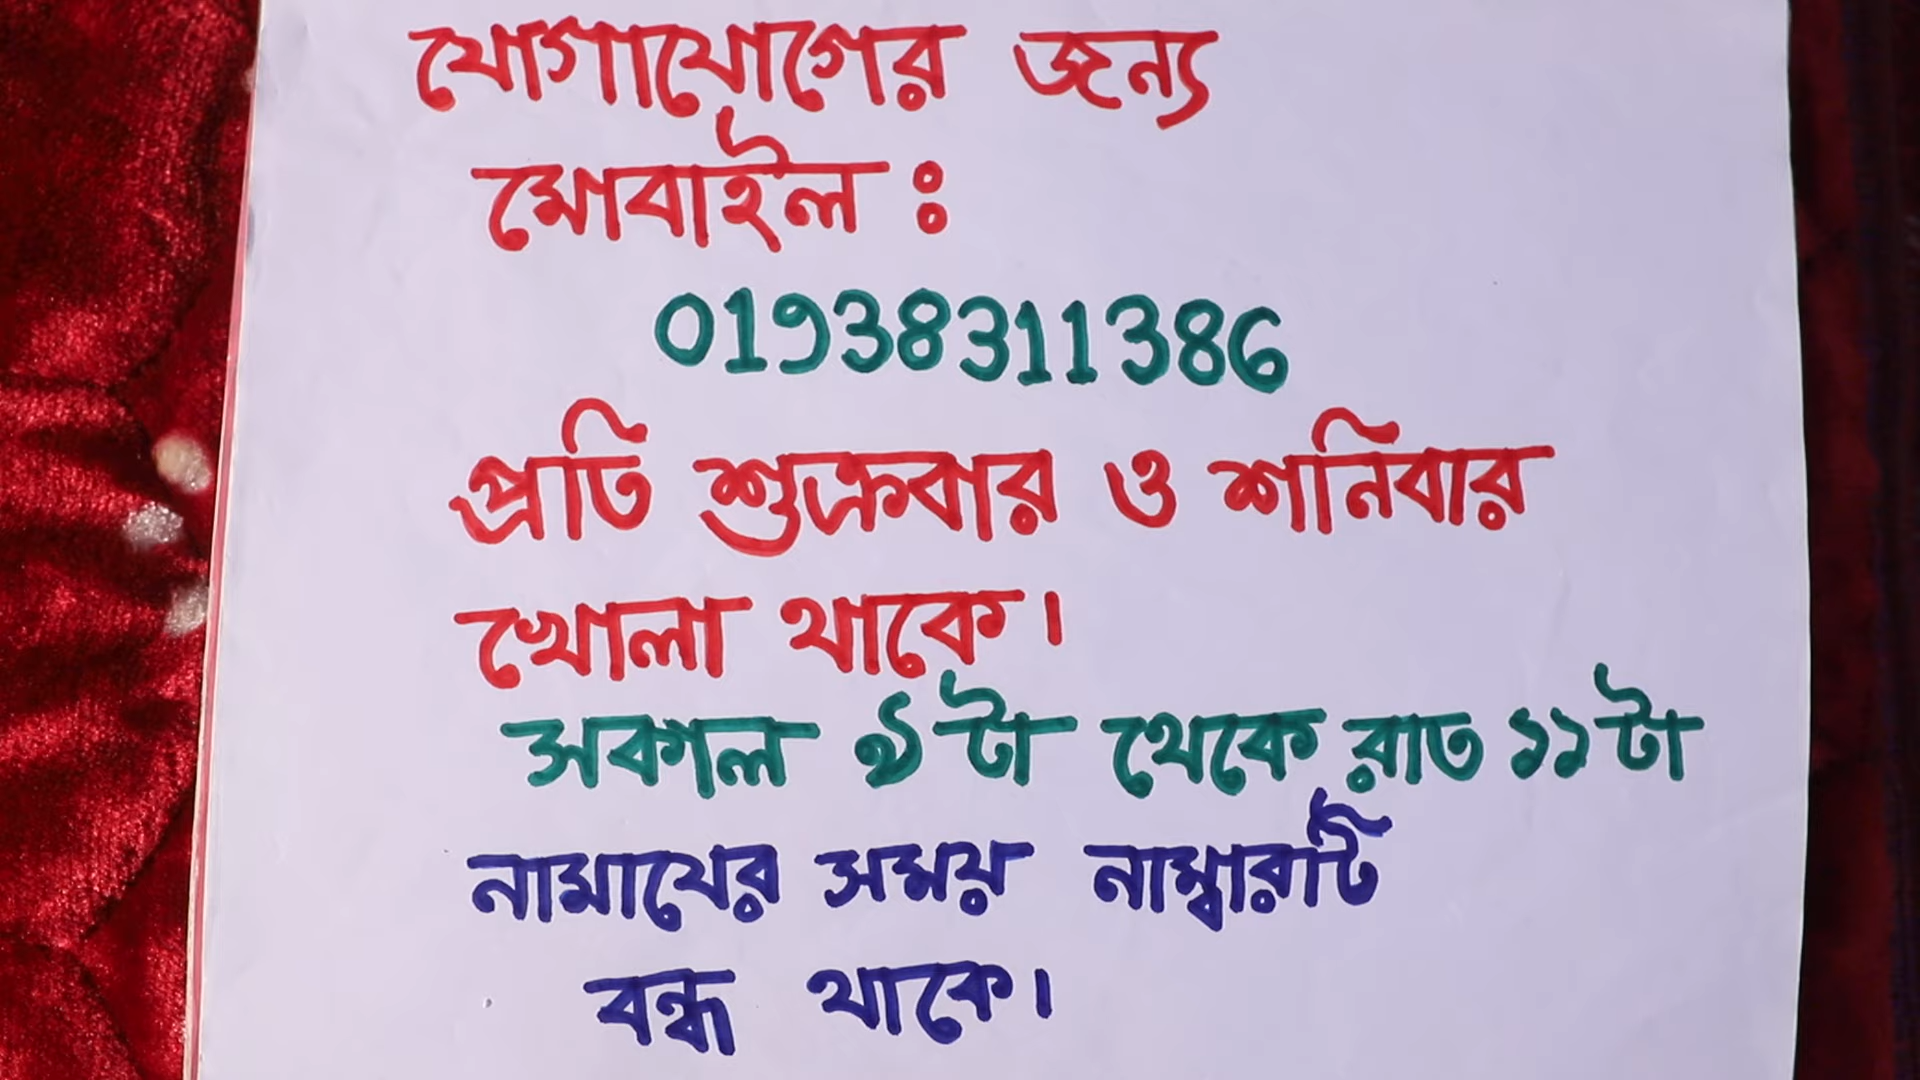 যোগাযোগের জন্য
মোবাইল :
01938311386
প্রতি শুক্রবার ও শনিবার
খোলা থাকে।
সকাল ৯টা থেকে রাত ১১টা
নামাযের সময় নাম্বারটি
বন্ধ থাকে।